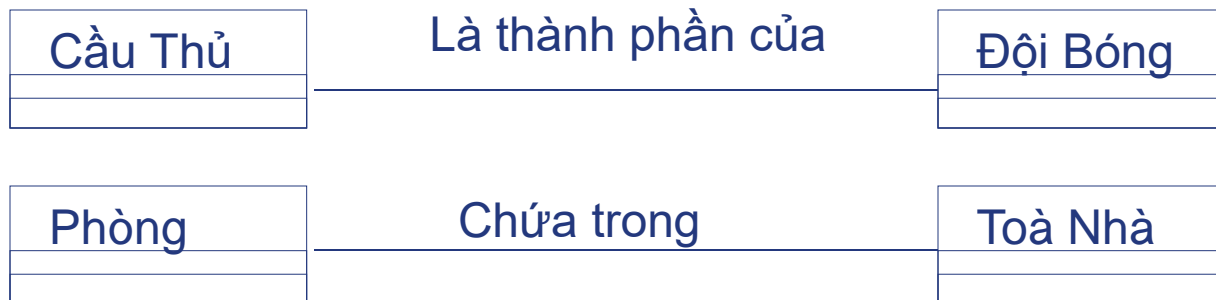 Cầu Thủ
Là thành phần của
Đội Bóng
Phòng
Chứa trong
Toà Nhà